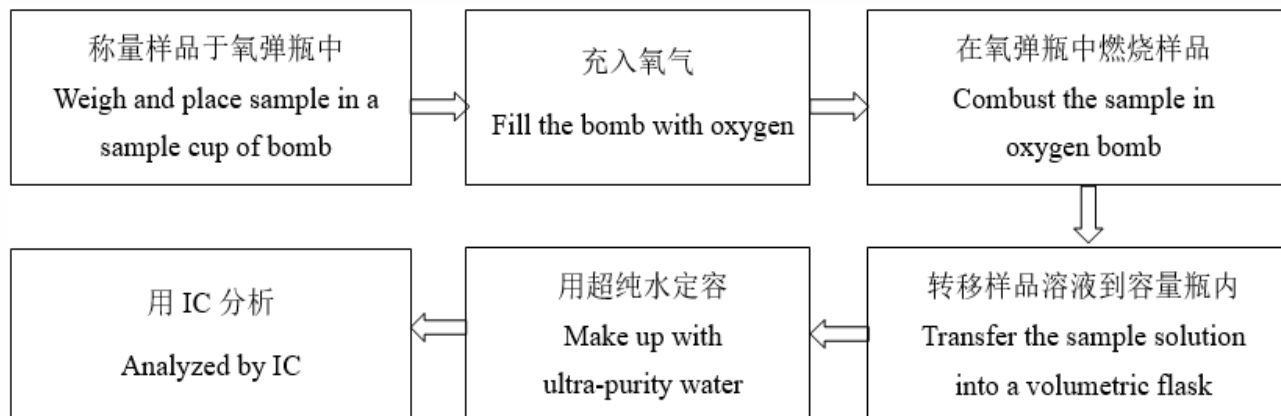 称量样品于氧弹瓶中
Weigh and place sample in a
sample cup of bomb
充入氧气
Fill the bomb with oxygen
在氧弹瓶中燃烧样品
Combust the sample in
oxygen bomb
转移样品溶液到容量瓶内
Transfer the sample solution
into a volumetric flask
用超纯水定容
Make up with
ultra-purity water
用 IC 分析
Analyzed by IC